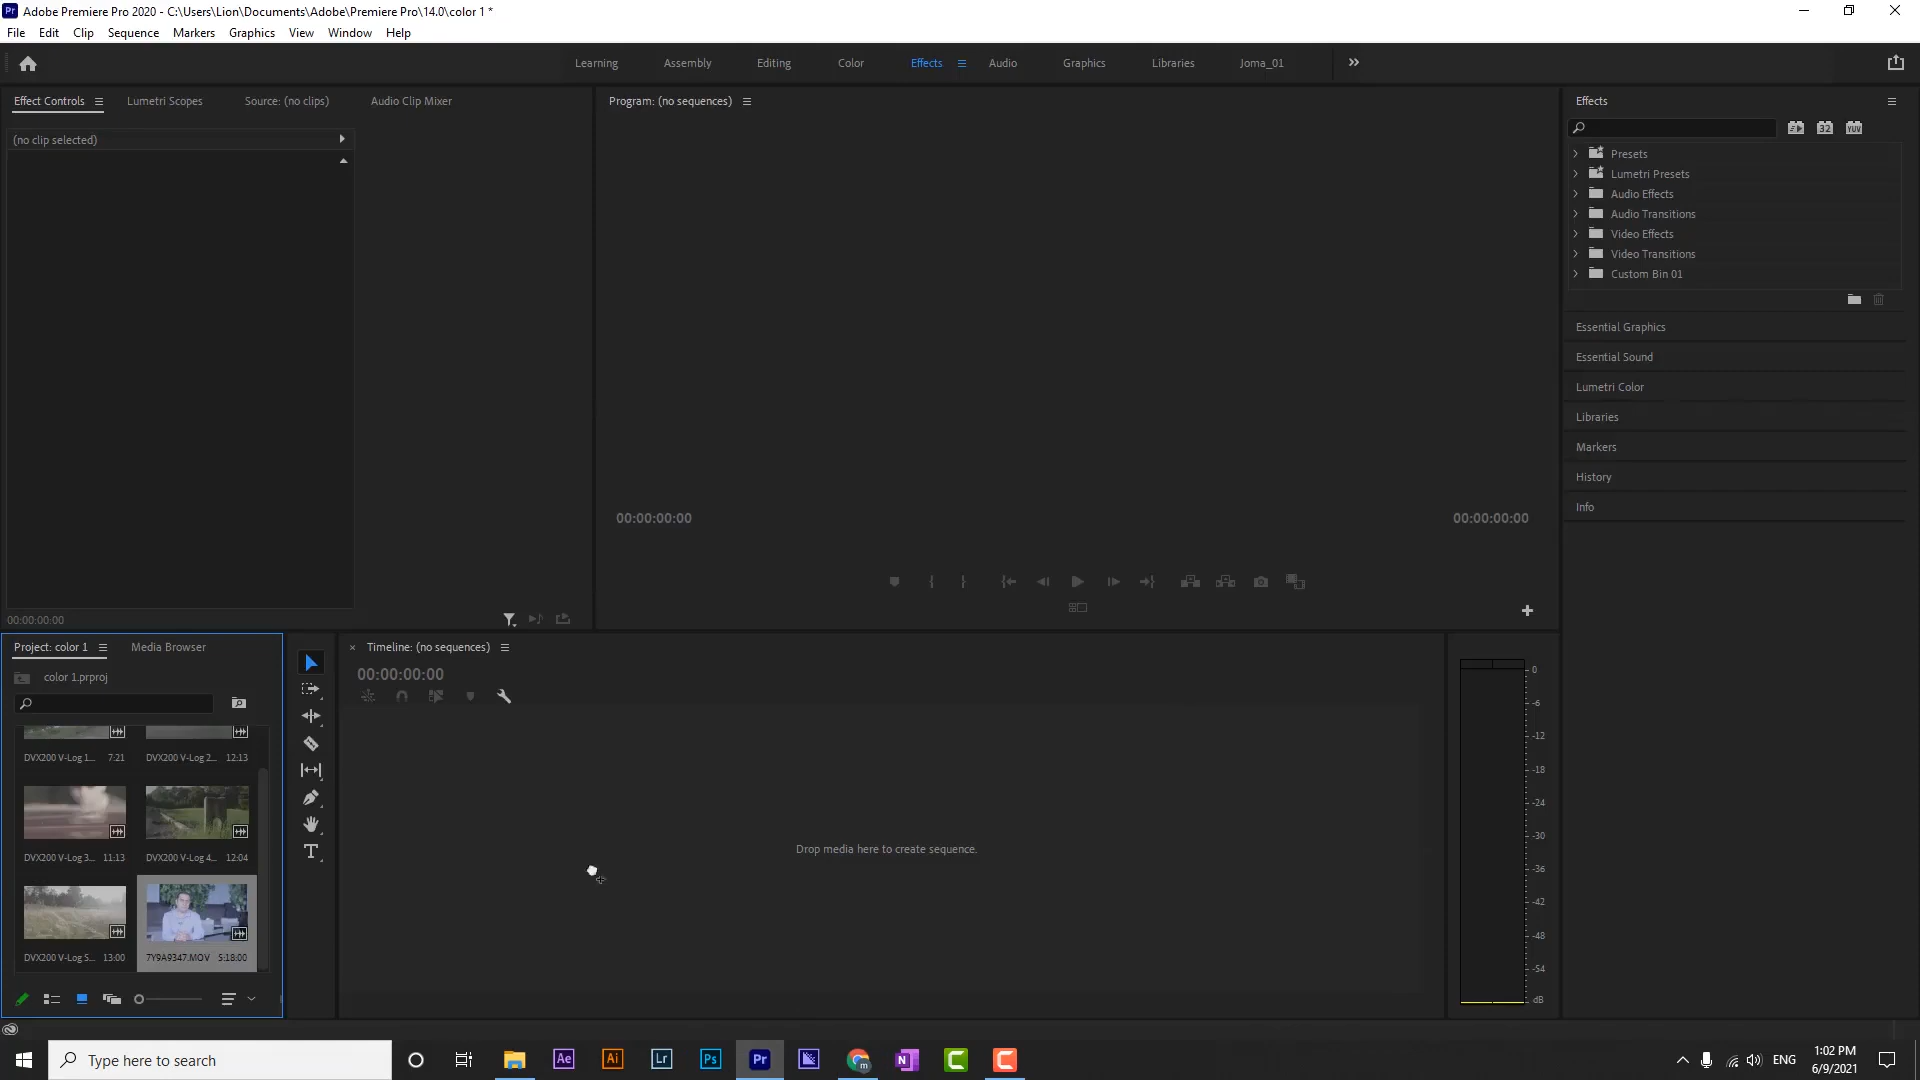 Pr Adobe Premiere Pro 2020 - C:\Users\Lion\Documents\Adobe\Premiere Pro\14.0\color 1 *
File Edit Clip Sequence Markers Graphics View Window Help
Learning Assembly Editing Color Effects Audio Graphics Libraries Joma_01
Effect Controls Lumetri Scopes Source: (no clips) Audio Clip Mixer
(no clip selected)
00:00:00:00
Program: (no sequences)
00:00:00:00 00:00:00:00
Effects
32 YUV
Presets
Lumetri Presets
Audio Effects
Audio Transitions
Video Effects
Video Transitions
Custom Bin 01
Essential Graphics
Essential Sound
Lumetri Color
Libraries
Markers
History
Info
Project: color 1 Media Browser
color 1.prproj
DVX200 V-Log 1... 7:21 DVX200 V-Log 2... 12:13
DVX200 V-Log 3... 11:13 DVX200 V-Log 4... 12:04
DVX200 V-Log 5... 13:00 7Y9A9347.MOV 5:18:00
× Timeline: (no sequences)
00:00:00:00
Drop media here to create sequence.
0
-6
-12
-18
-24
-30
-36
-42
-48
-54
dB
Type here to search
Ae Ai Lr Ps Pr N
ENG
1:02 PM
6/9/2021